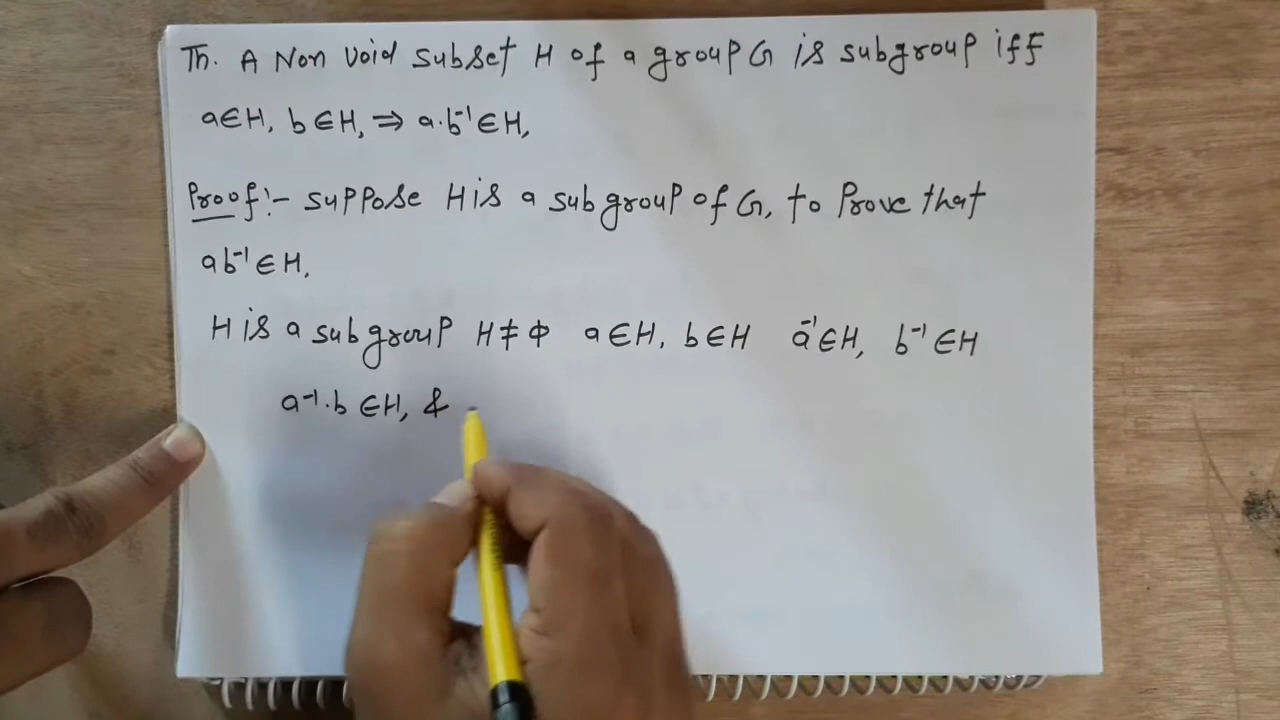 Th. A Non void subset H of a group G is subgroup iff
a∈H, b∈H, ⇒ a·b⁻¹∈H,
Proof:- suppose H is a subgroup of G, to prove that
ab⁻¹∈H,
H is a subgroup H≠ϕ a∈H, b∈H a⁻¹∈H, b⁻¹∈H
a⁻¹·b∈H, &